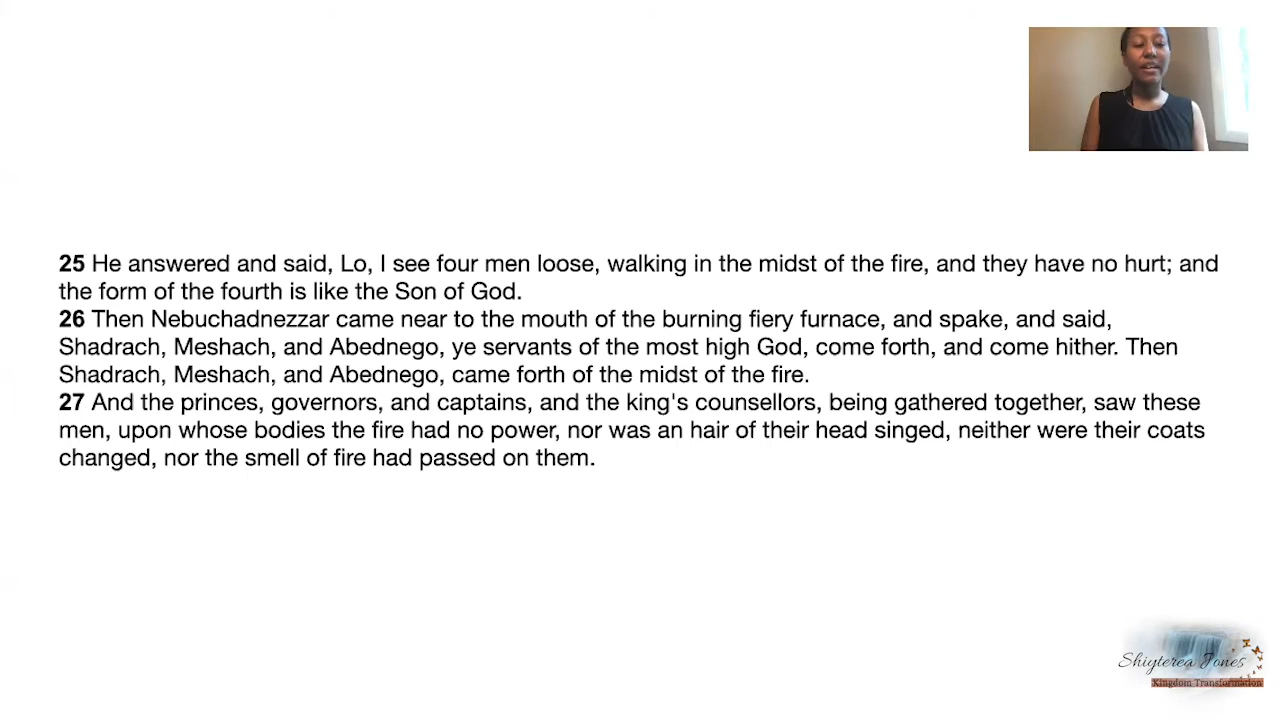 25 He answered and said, Lo, I see four men loose, walking in the midst of the fire, and they have no hurt; and
the form of the fourth is like the Son of God.
26 Then Nebuchadnezzar came near to the mouth of the burning fiery furnace, and spake, and said,
Shadrach, Meshach, and Abednego, ye servants of the most high God, come forth, and come hither. Then
Shadrach, Meshach, and Abednego, came forth of the midst of the fire.
27 And the princes, governors, and captains, and the king's counsellors, being gathered together, saw these
men, upon whose bodies the fire had no power, nor was an hair of their head singed, neither were their coats
changed, nor the smell of fire had passed on them.
Shiyterea Jones
Kingdom Transformation